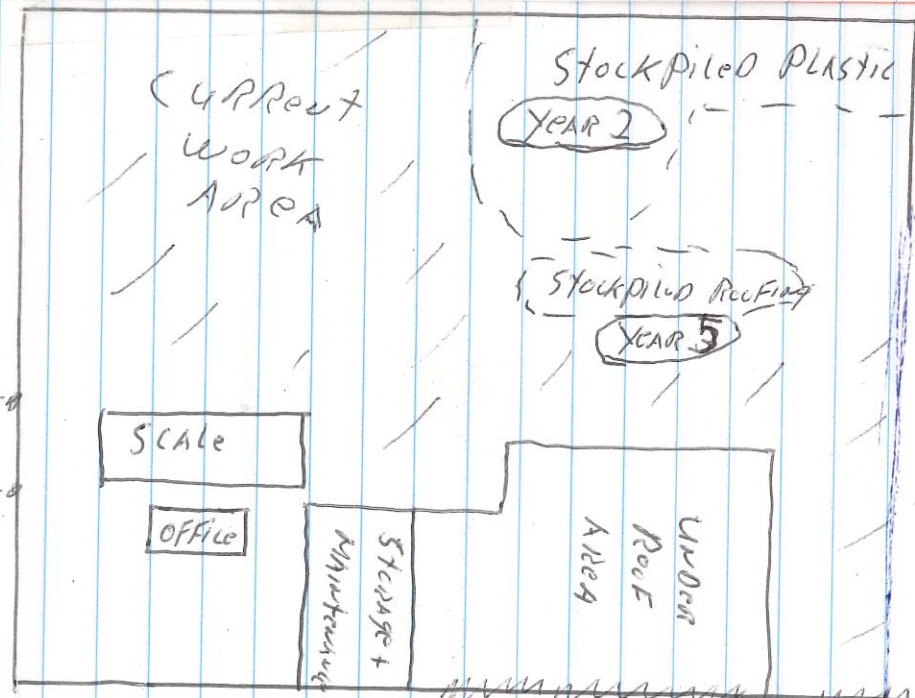 CURRENT
WORK
AREA
STOCKPILED PLASTIC
YEAR 2
STOCKPILED ROOFING
YEAR 5
SCALE
OFFICE
STORAGE +
MAINTENANCE
UNDER
ROOF
AREA